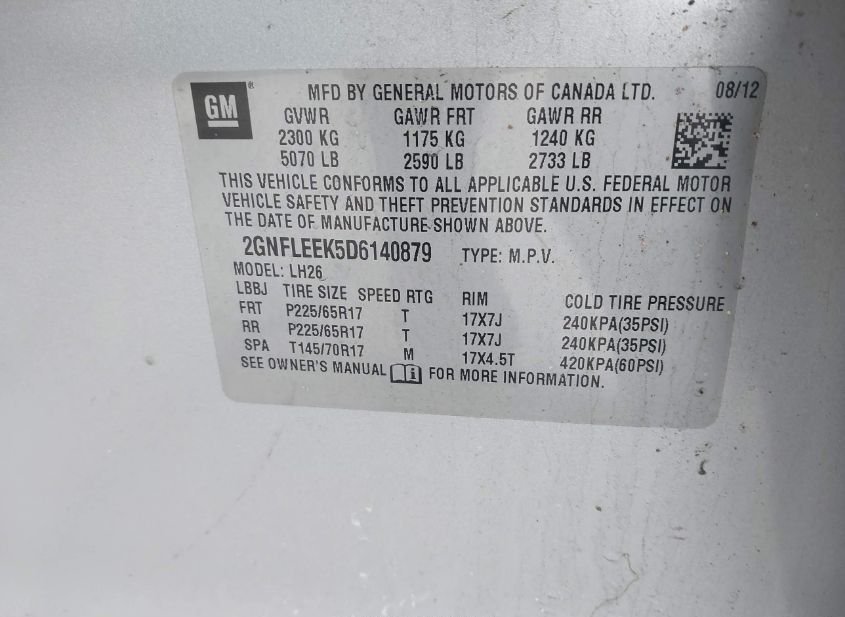 GM ® MFD BY GENERAL MOTORS OF CANADA LTD. 08/12
GVWR GAWR FRT GAWR RR
2300 KG 1175 KG 1240 KG
5070 LB 2590 LB 2733 LB
THIS VEHICLE CONFORMS TO ALL APPLICABLE U.S. FEDERAL MOTOR
VEHICLE SAFETY AND THEFT PREVENTION STANDARDS IN EFFECT ON
THE DATE OF MANUFACTURE SHOWN ABOVE.
2GNFLEEK5D6140879 TYPE: M.P.V.
MODEL: LH26
LBBJ TIRE SIZE SPEED RTG RIM COLD TIRE PRESSURE
FRT P225/65R17 T 17X7J 240KPA(35PSI)
RR P225/65R17 T 17X7J 240KPA(35PSI)
SPA T145/70R17 M 17X4.5T 420KPA(60PSI)
SEE OWNER'S MANUAL i FOR MORE INFORMATION.